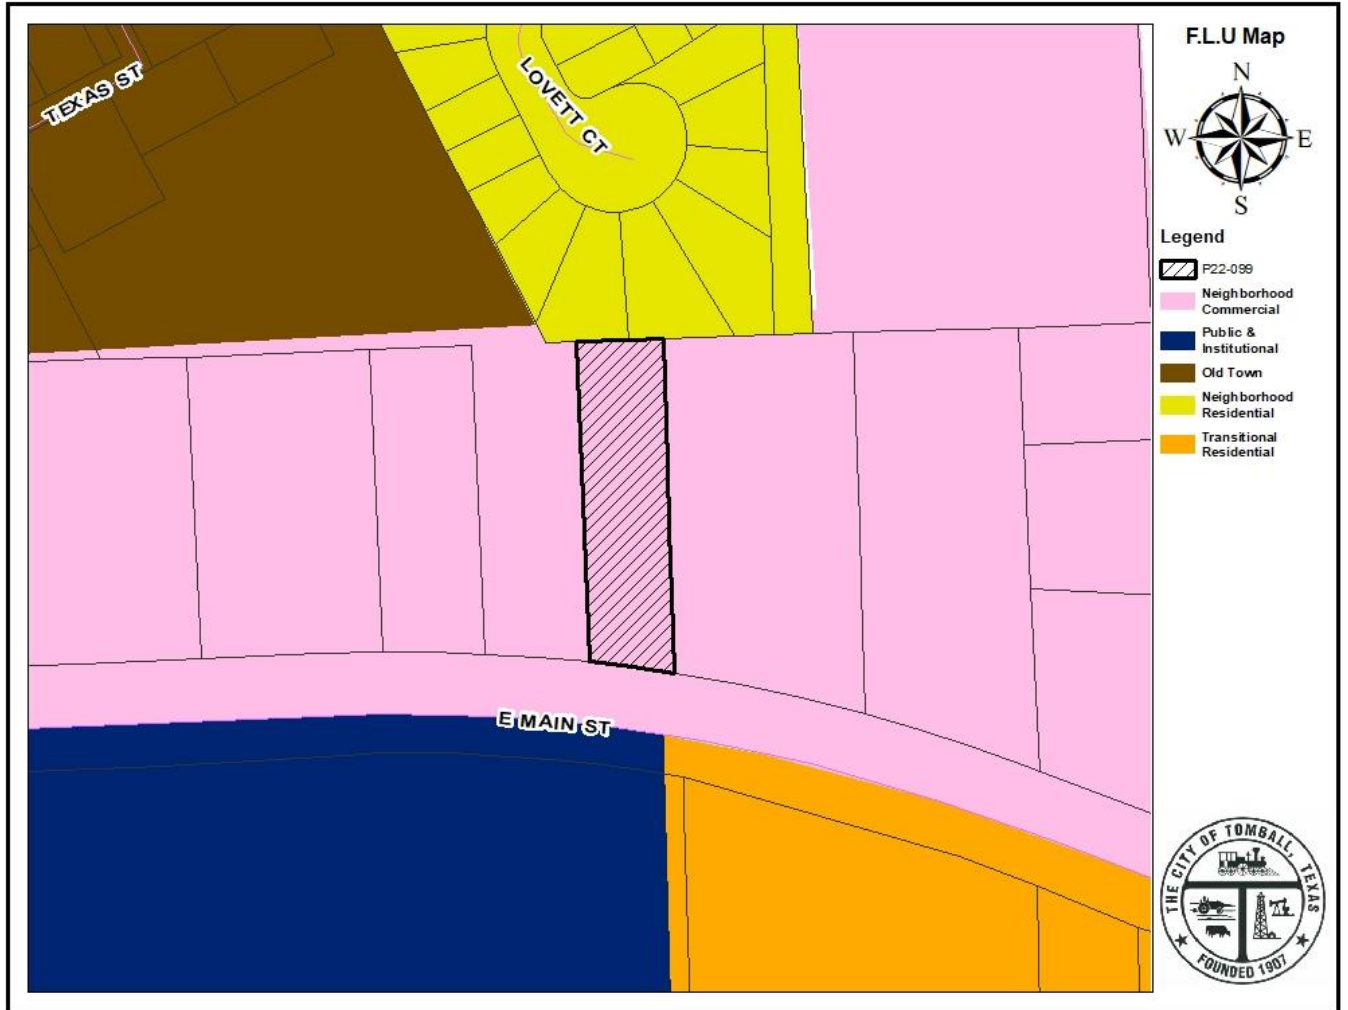 F.L.U Map
N
W E
S
Legend
P22-099
Neighborhood
Commercial
Public &
Institutional
Old Town
Neighborhood
Residential
Transitional
Residential
TEXAS ST
LOVETT CT
E MAIN ST
THE CITY OF TOMBALL, TEXAS
FOUNDED 1907